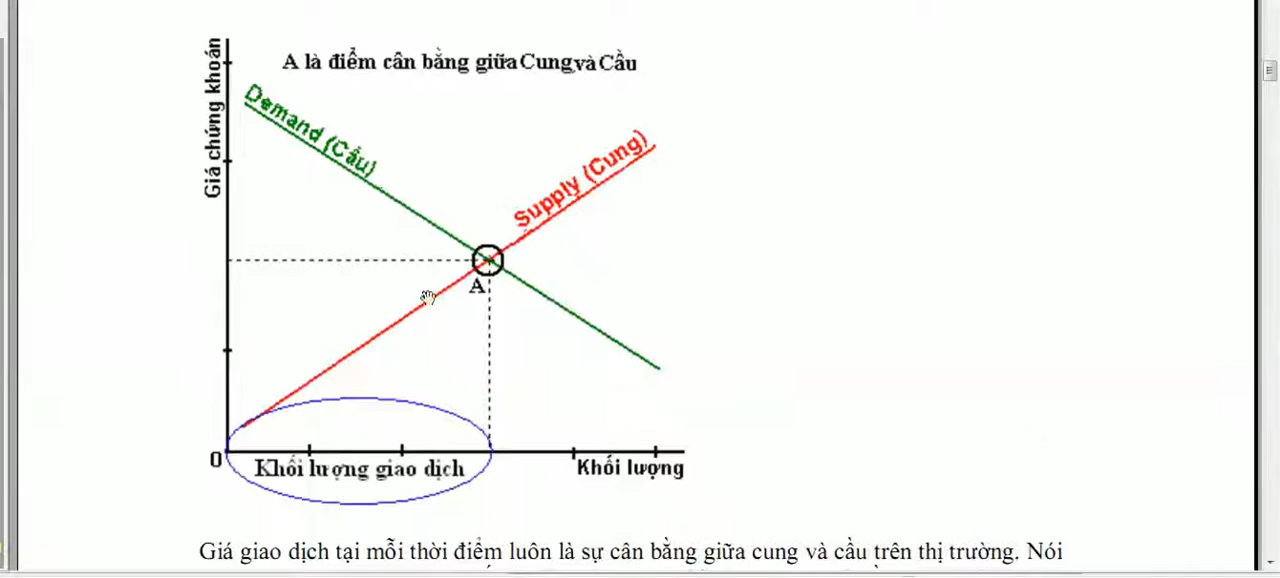 A là điểm cân bằng giữa Cung và Cầu
Giá chứng khoán
Demand (Cầu)
Supply (Cung)
A
0
Khối lượng giao dịch
Khối lượng
Giá giao dịch tại mỗi thời điểm luôn là sự cân bằng giữa cung và cầu trên thị trường. Nói